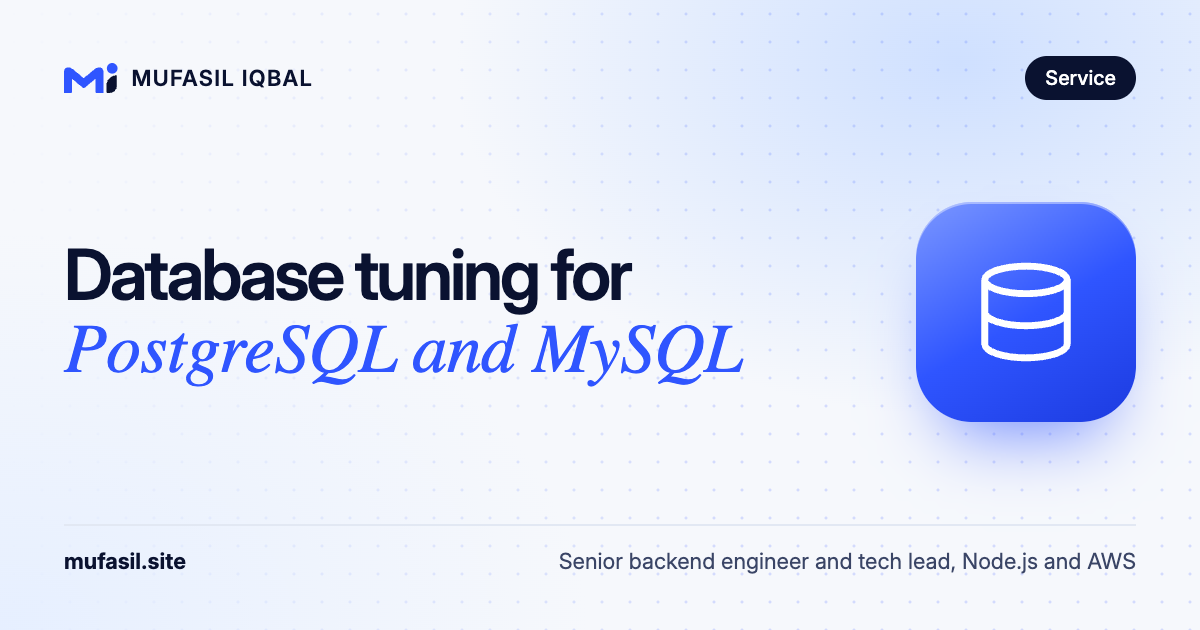 Mi MUFASIL IQBAL
Service
Database tuning for
PostgreSQL and MySQL
mufasil.site
Senior backend engineer and tech lead, Node.js and AWS